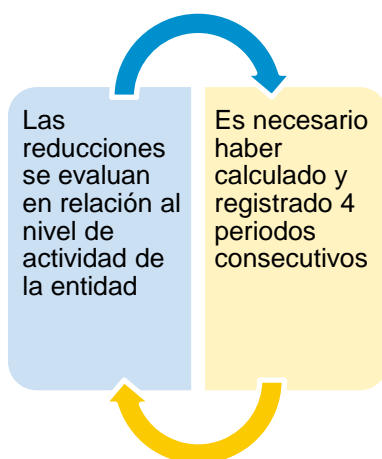 Las
reducciones
se evaluan
en relación al
nivel de
actividad de
la entidad
Es necesario
haber
calculado y
registrado 4
periodos
consecutivos